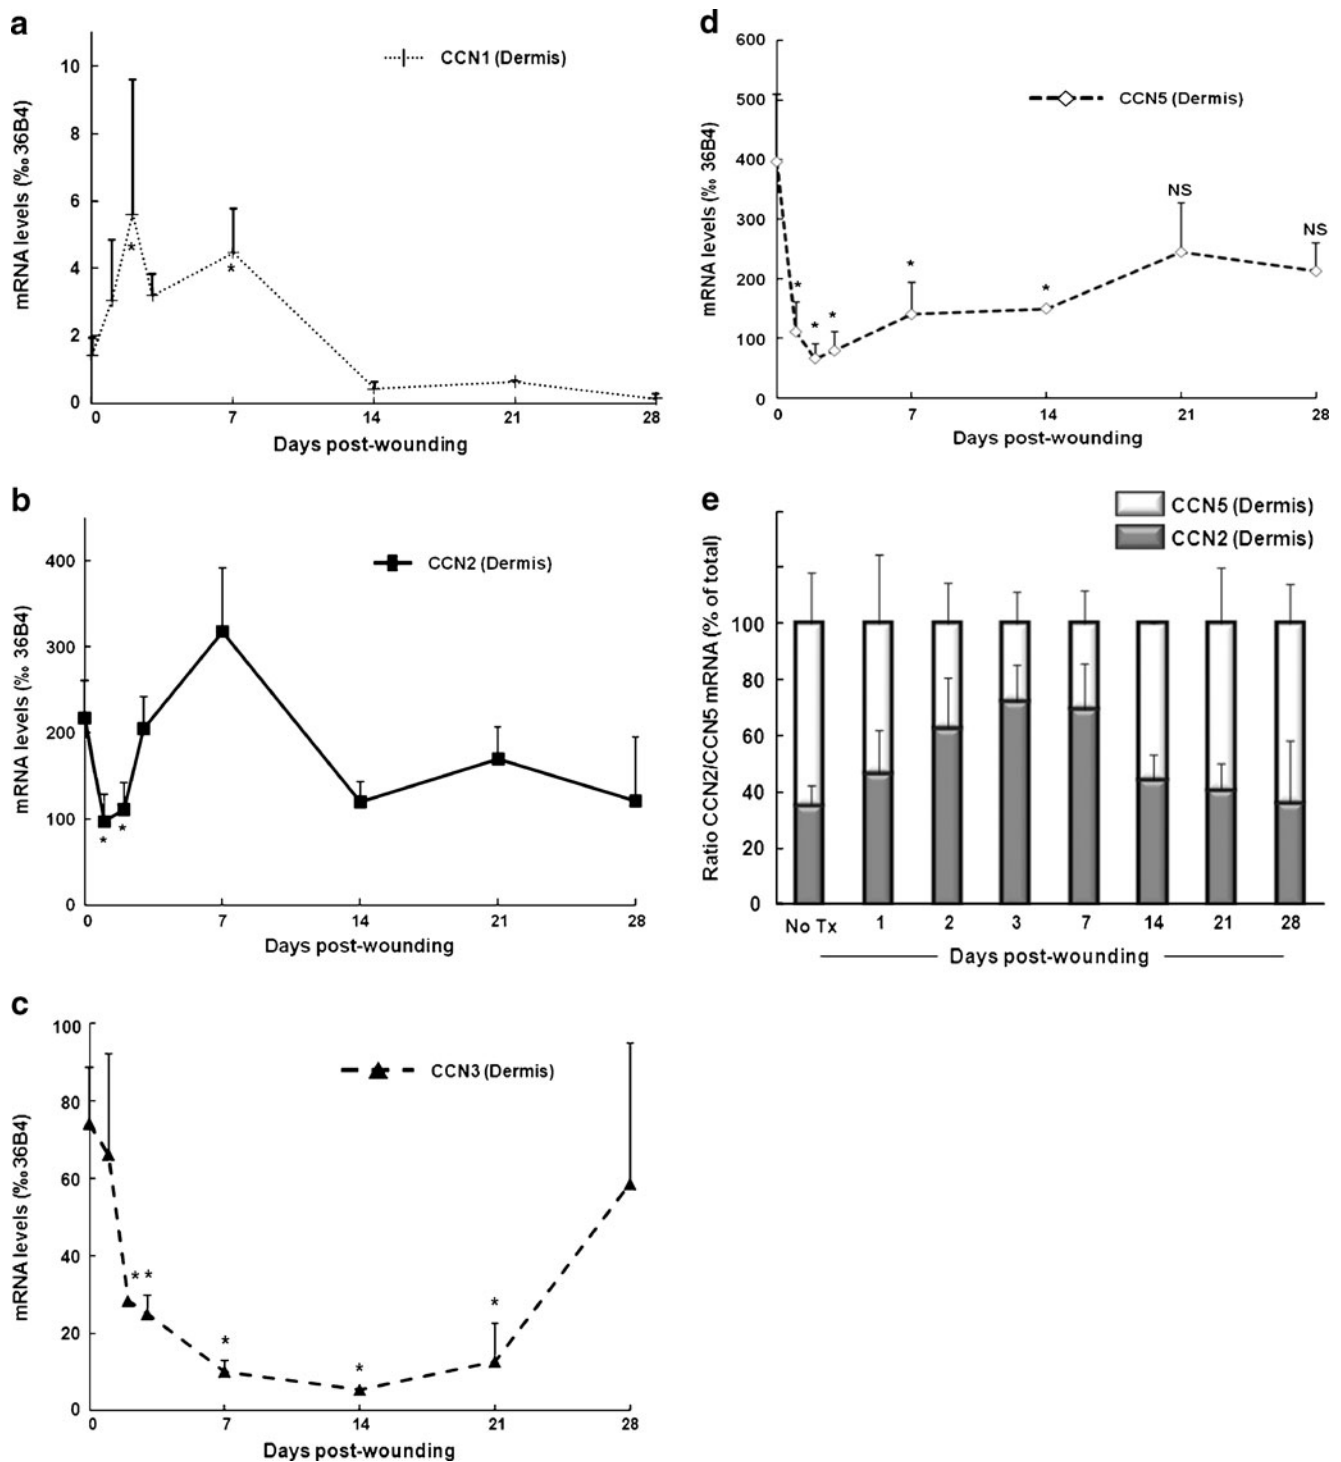 a
mRNA levels (‰ 36B4)
10
8
6
4
2
0
CCN1 (Dermis)
*
*
0 7 14 21 28
Days post-wounding
b
mRNA levels (‰ 36B4)
400
300
200
100
0
CCN2 (Dermis)
* *
0 7 14 21 28
Days post-wounding
c
mRNA levels (‰ 36B4)
100
80
60
40
20
0
CCN3 (Dermis)
* *
*
*
*
0 7 14 21 28
Days post-wounding
d
mRNA levels (‰ 36B4)
600
500
400
300
200
100
0
CCN5 (Dermis)
* * * * * NS NS
0 7 14 21 28
Days post-wounding
e
Ratio CCN2/CCN5 mRNA (% of total)
100
80
60
40
20
0
CCN5 (Dermis)
CCN2 (Dermis)
No Tx 1 2 3 7 14 21 28
Days post-wounding